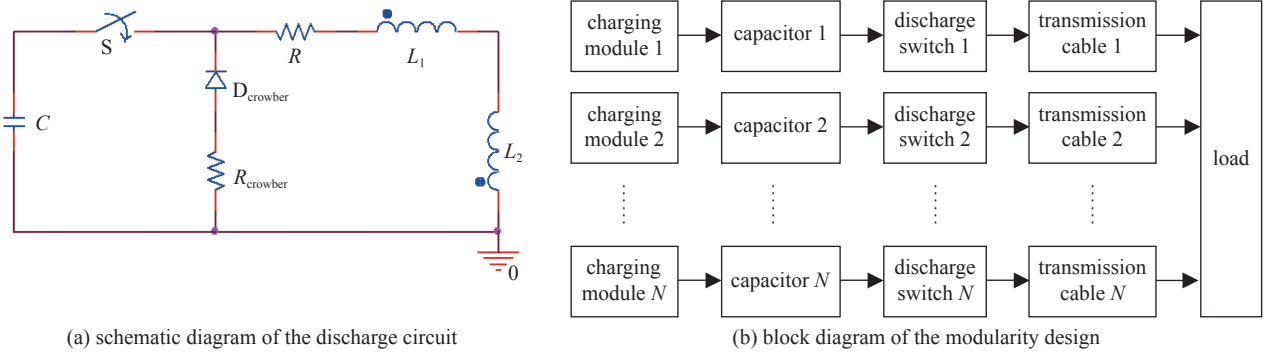 S
R
L1
Dcrowber
C
L2
Rcrowber
0
(a) schematic diagram of the discharge circuit
charging
module 1
capacitor 1
discharge
switch 1
transmission
cable 1
charging
module 2
capacitor 2
discharge
switch 2
transmission
cable 2
load
charging
module N
capacitor N
discharge
switch N
transmission
cable N
(b) block diagram of the modularity design